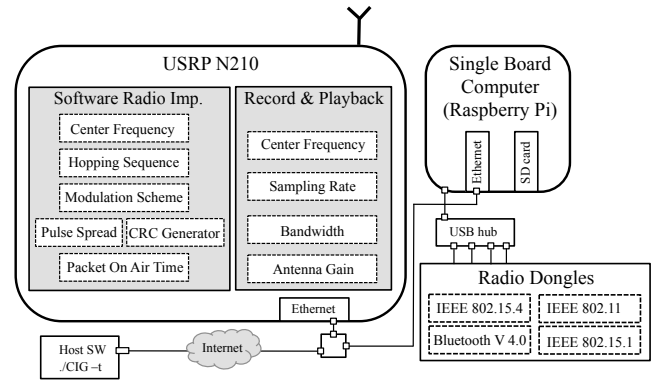 USRP N210
Software Radio Imp.
Center Frequency
Hopping Sequence
Modulation Scheme
Pulse Spread
CRC Generator
Packet On Air Time
Record & Playback
Center Frequency
Sampling Rate
Bandwidth
Antenna Gain
Ethernet
Single Board
Computer
(Raspberry Pi)
Ethernet
SD card
USB hub
Radio Dongles
IEEE 802.15.4
IEEE 802.11
Bluetooth V 4.0
IEEE 802.15.1
Host SW
./CIG –t
Internet